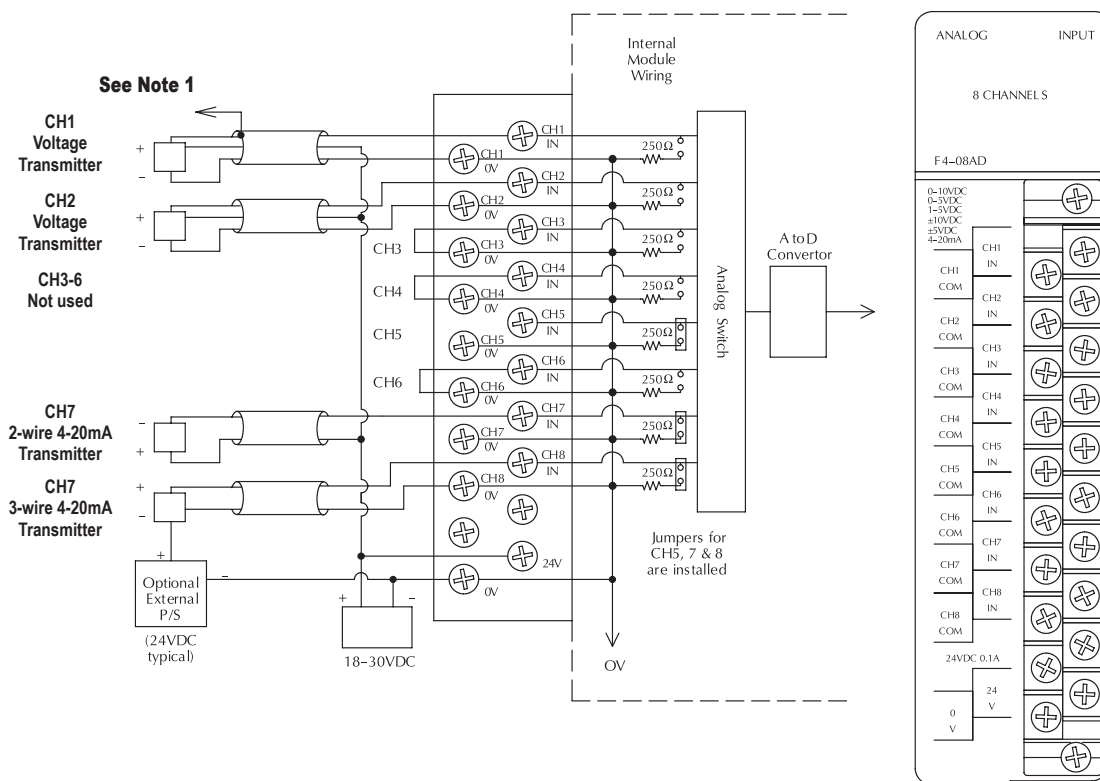 See Note 1
CH1
Voltage
Transmitter
+
–
CH2
Voltage
Transmitter
+
–
CH3-6
Not used
CH7
2-wire 4-20mA
Transmitter
–
+
CH7
3-wire 4-20mA
Transmitter
+
–
+
–
Optional
External
P/S
(24VDC
typical)
+
–
18–30VDC
CH3
CH4
CH5
CH6
CH1
IN
CH1
0V
CH2
IN
CH2
0V
CH3
IN
CH3
0V
CH4
IN
CH4
0V
CH5
IN
CH5
0V
CH6
IN
CH6
0V
CH7
IN
CH7
0V
CH8
IN
CH8
0V
24V
0V
Internal
Module
Wiring
250Ω
250Ω
250Ω
250Ω
250Ω
250Ω
250Ω
250Ω
Analog Switch
A to D
Convertor
Jumpers for
CH5, 7 & 8
are installed
OV
ANALOG INPUT
8 CHANNELS
F4–08AD
0–10VDC
0–5VDC
1–5VDC
±10VDC
±5VDC
4–20mA
CH1
IN
CH1
COM
CH2
IN
CH2
COM
CH3
IN
CH3
COM
CH4
IN
CH4
COM
CH5
IN
CH5
COM
CH6
IN
CH6
COM
CH7
IN
CH7
COM
CH8
IN
CH8
COM
24VDC 0.1A
24
V
0
V